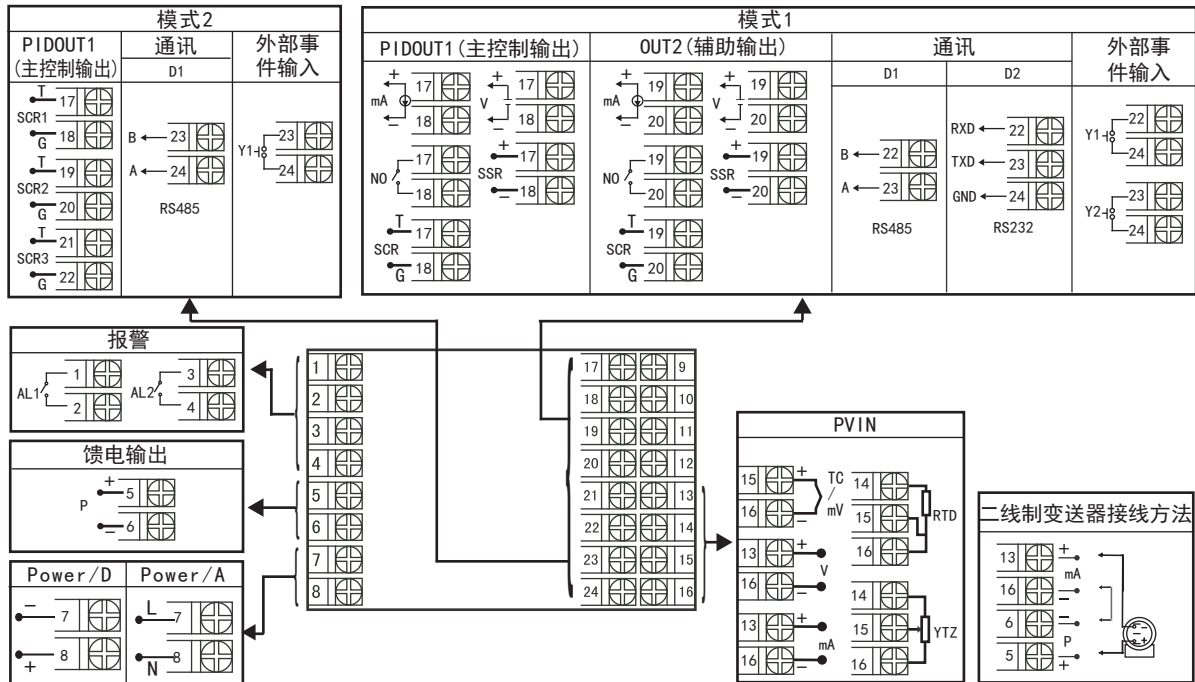 模式2
PIDOUT1
(主控制输出)
通讯
D1
外部事
件输入
T
17
SCR1
18
G
T
19
SCR2
20
G
T
21
SCR3
22
G
B
23
A
24
RS485
Y1
23
24
模式1
PIDOUT1(主控制输出)
OUT2(辅助输出)
通讯
D1
D2
外部事
件输入
+
mA
−
17
18
+
V
−
17
18
NO
17
18
+
SSR
−
17
18
T
SCR
G
17
18
+
mA
−
19
20
+
V
−
19
20
NO
19
20
+
SSR
−
19
20
T
SCR
G
19
20
B
22
A
23
RS485
RXD
22
TXD
23
GND
24
RS232
Y1
22
24
Y2
23
24
报警
AL1
1
2
AL2
3
4
馈电输出
P
+
5
−
6
Power/D
Power/A
−
7
+
8
L
7
N
8
1
2
3
4
5
6
7
8
17
9
18
10
19
11
20
12
21
13
22
14
23
15
24
16
PVIN
15
+
16
−
TC
/
mV
13
+
16
−
V
13
+
16
−
mA
14
15
16
RTD
14
15
16
YTZ
二线制变送器接线方法
13
+
mA
16
−
6
−
P
5
+
−
−
+